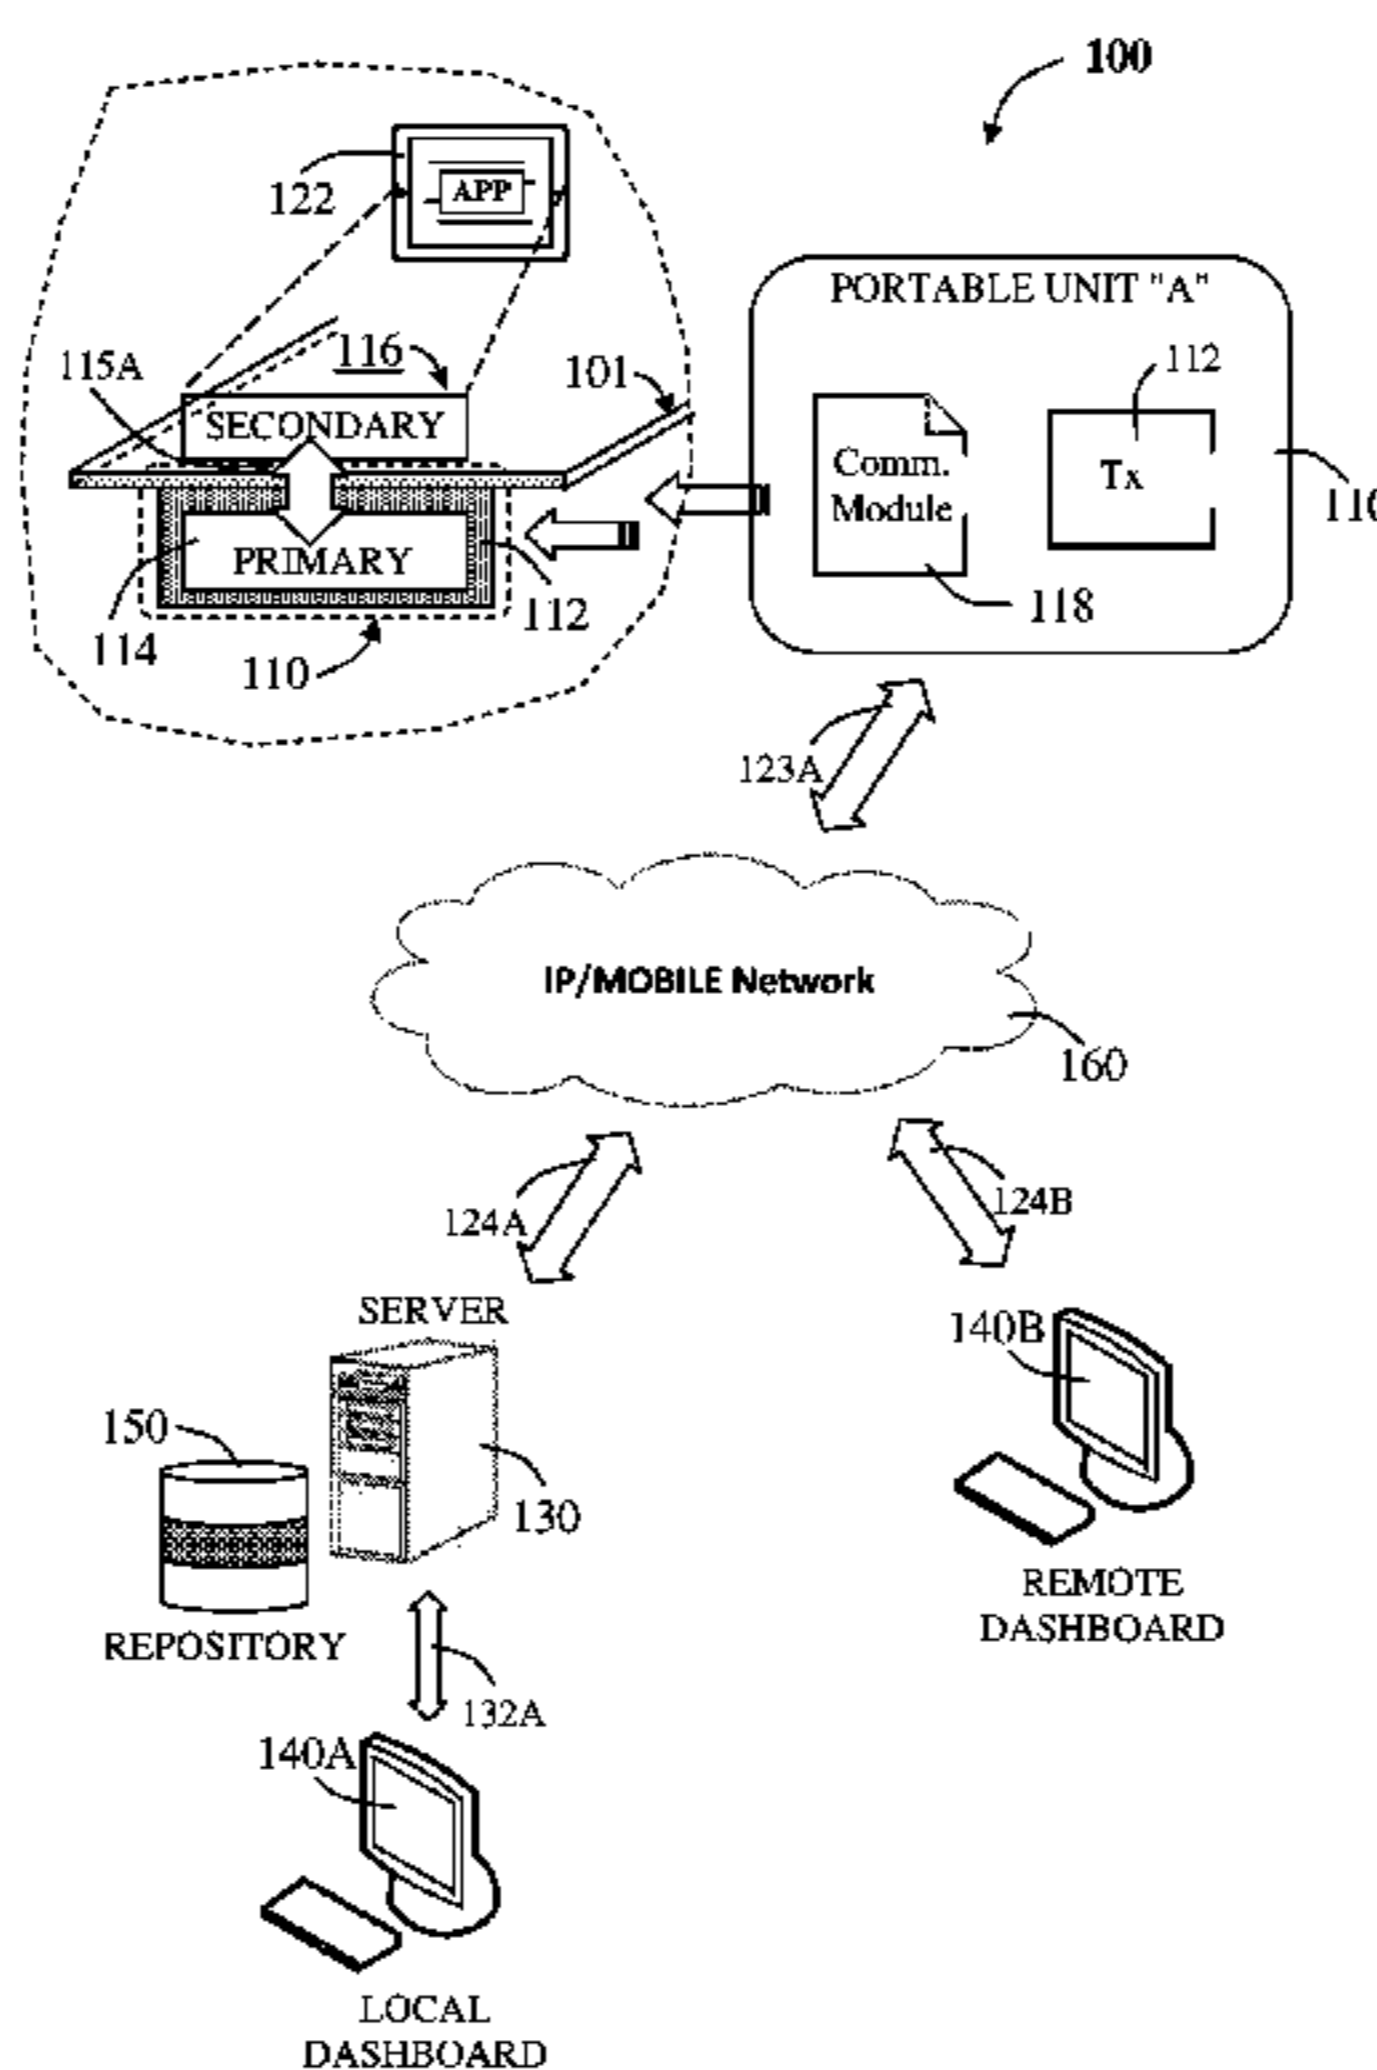 100
122
APP
PORTABLE UNIT "A"
115A
116
101
112
SECONDARY
Comm.
Module
Tx
PRIMARY
114
110
112
118
123A
IP/MOBILE Network
160
124A
124B
SERVER
140B
150
130
REPOSITORY
REMOTE
DASHBOARD
132A
140A
LOCAL
DASHBOARD